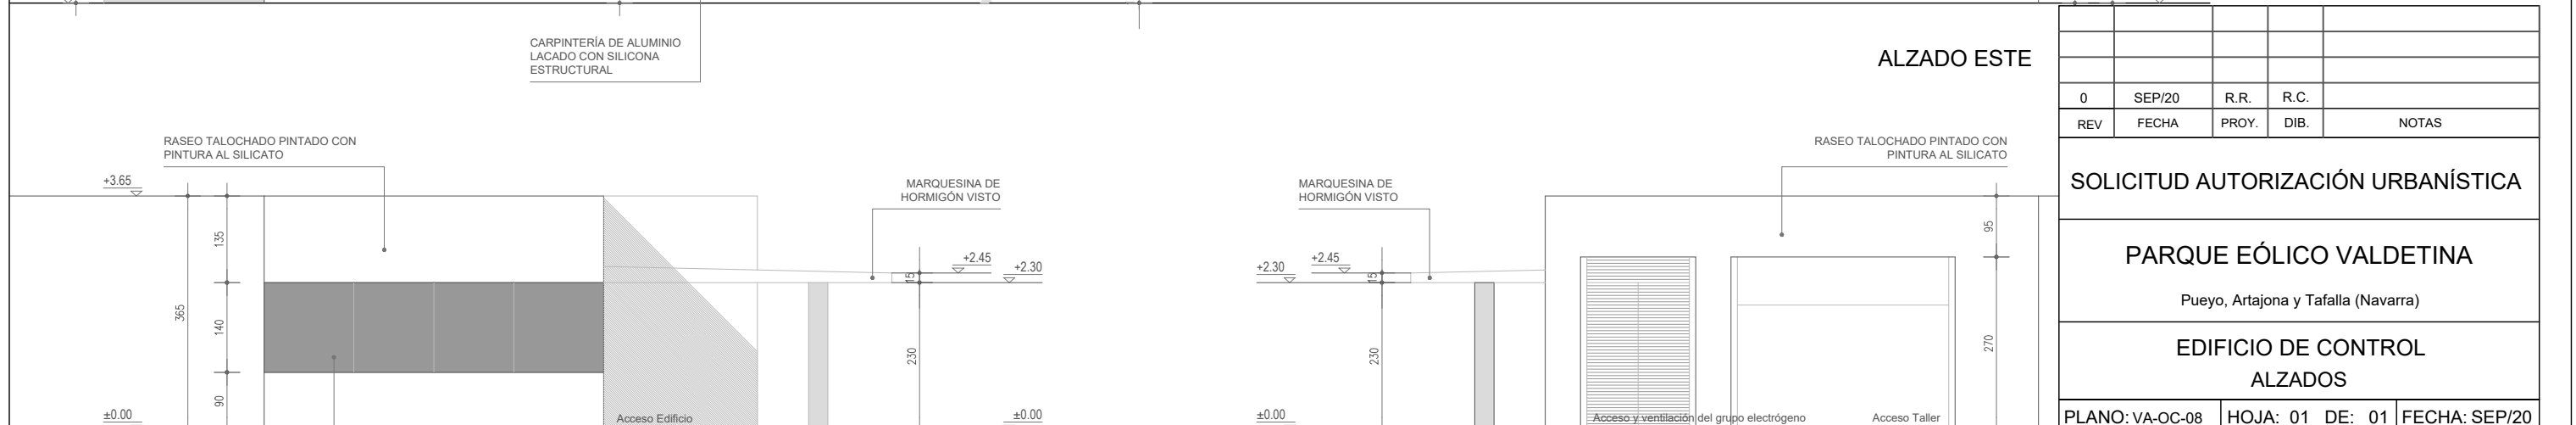 CARPINTERÍA DE ALUMINIO
LACADO CON SILICONA
ESTRUCTURAL
ALZADO ESTE
RASEO TALOCHADO PINTADO CON
PINTURA AL SILICATO
+3.65
135
365
140
90
±0.00
MARQUESINA DE
HORMIGÓN VISTO
+2.45
+2.30
15
230
±0.00
Acceso Edificio
MARQUESINA DE
HORMIGÓN VISTO
+2.45
+2.30
15
230
±0.00
RASEO TALOCHADO PINTADO CON
PINTURA AL SILICATO
95
270
Acceso y ventilación del grupo electrógeno
Acceso Taller
0 SEP/20 R.R. R.C.
REV FECHA PROY. DIB. NOTAS
SOLICITUD AUTORIZACIÓN URBANÍSTICA
PARQUE EÓLICO VALDETINA
Pueyo, Artajona y Tafalla (Navarra)
EDIFICIO DE CONTROL
ALZADOS
PLANO: VA-OC-08 HOJA: 01 DE: 01 FECHA: SEP/20